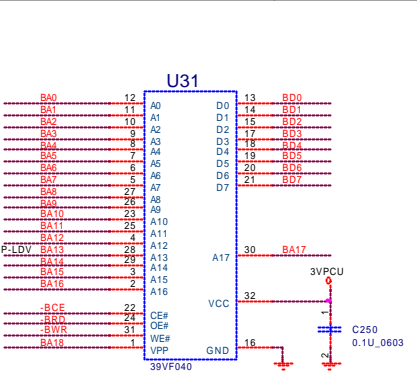 U31
BA0 12 A0 D0 13 BD0
BA1 11 A1 D1 14 BD1
BA2 10 A2 D2 15 BD2
BA3 9 A3 D3 17 BD3
BA4 8 A4 D4 18 BD4
BA5 7 A5 D5 19 BD5
BA6 6 A6 D6 20 BD6
BA7 5 A7 D7 21 BD7
BA8 27 A8
BA9 26 A9
BA10 23 A10
BA11 25 A11
BA12 4 A12
P-LDV BA13 28 A13 A17 30 BA17
BA14 29 A14
BA15 3 A15 3VPCU
BA16 2 A16
VCC 32
-BCE 22 CE# 1
-BRD 24 OE# C250
-BWR 31 WE# 0.1U_0603
BA18 1 VPP GND 16 2
39VF040